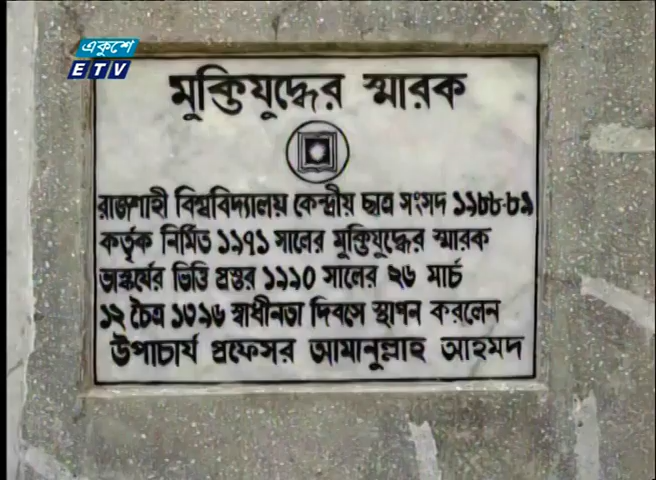 একুশে
ETV
মুক্তিযুদ্ধের স্মারক
রাজশাহী বিশ্ববিদ্যালয় কেন্দ্রীয় ছাত্র সংসদ ১৯৮৮-৮৯
কর্তৃক নির্মিত ১৯৭১ সালের মুক্তিযুদ্ধের স্মারক
ভাস্কর্যের ভিত্তি প্রস্তর ১৯৯০ সালের ২৬ মার্চ
১২ চৈত্র ১৩৯৬ স্বাধীনতা দিবসে স্থাপন করলেন
উপাচার্য প্রফেসর আমানুল্লাহ আহমদ